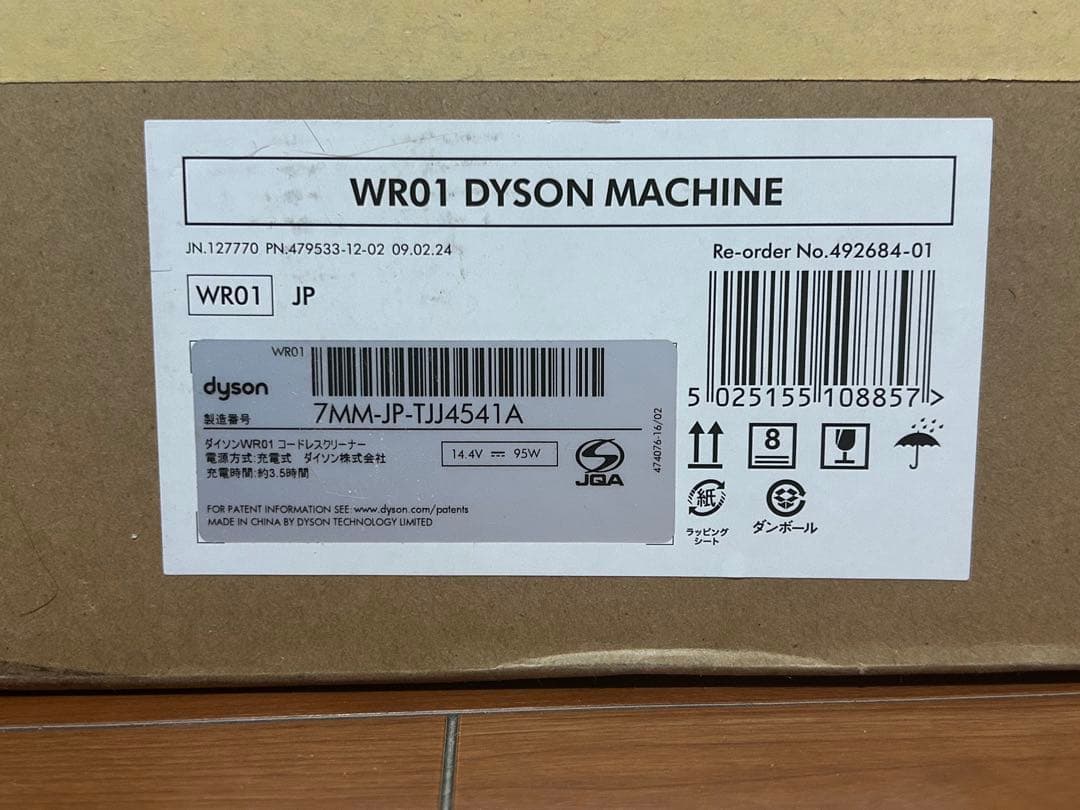 WR01 DYSON MACHINE
JN.127770 PN.479533-12-02 09.02.24
Re-order No.492684-01
WR01 JP
WR01
dyson
製造番号
7MM-JP-TJJ4541A
ダイソンWR01 コードレスクリーナー
電源方式:充電式 ダイソン株式会社
充電時間:約3.5時間
14.4V ⎓ 95W
JQA
FOR PATENT INFORMATION SEE: www.dyson.com/patents
MADE IN CHINA BY DYSON TECHNOLOGY LIMITED
474076-16/02
5 025155 108857 >
8
紙
ラッピング
シート
ダンボール